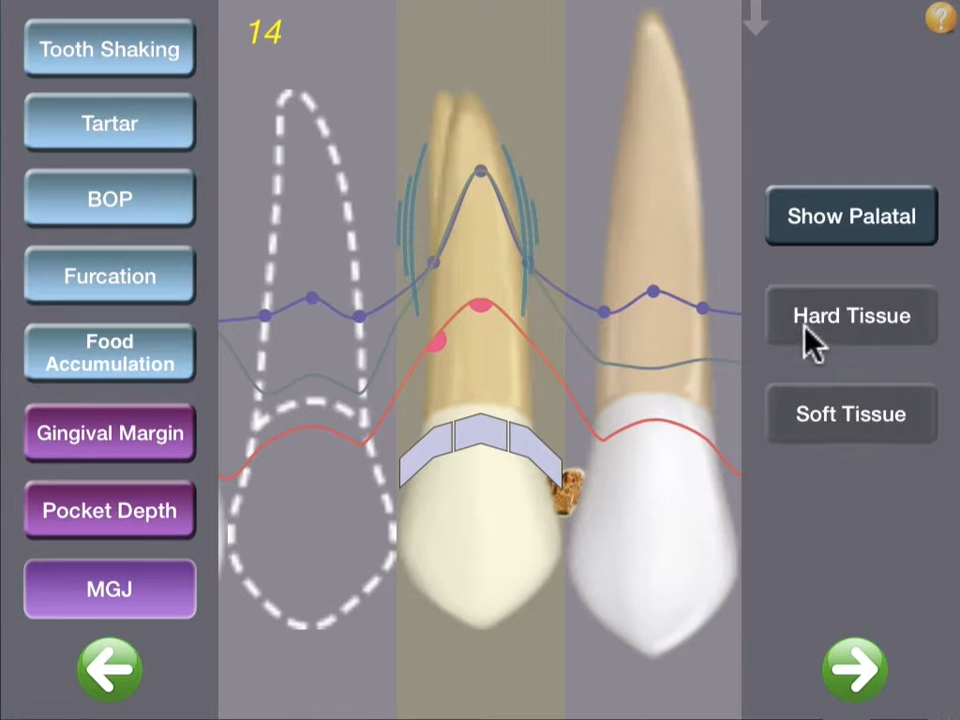 Tooth Shaking
Tartar
BOP
Furcation
Food
Accumulation
Gingival Margin
Pocket Depth
MGJ
14
?
Show Palatal
Hard Tissue
Soft Tissue